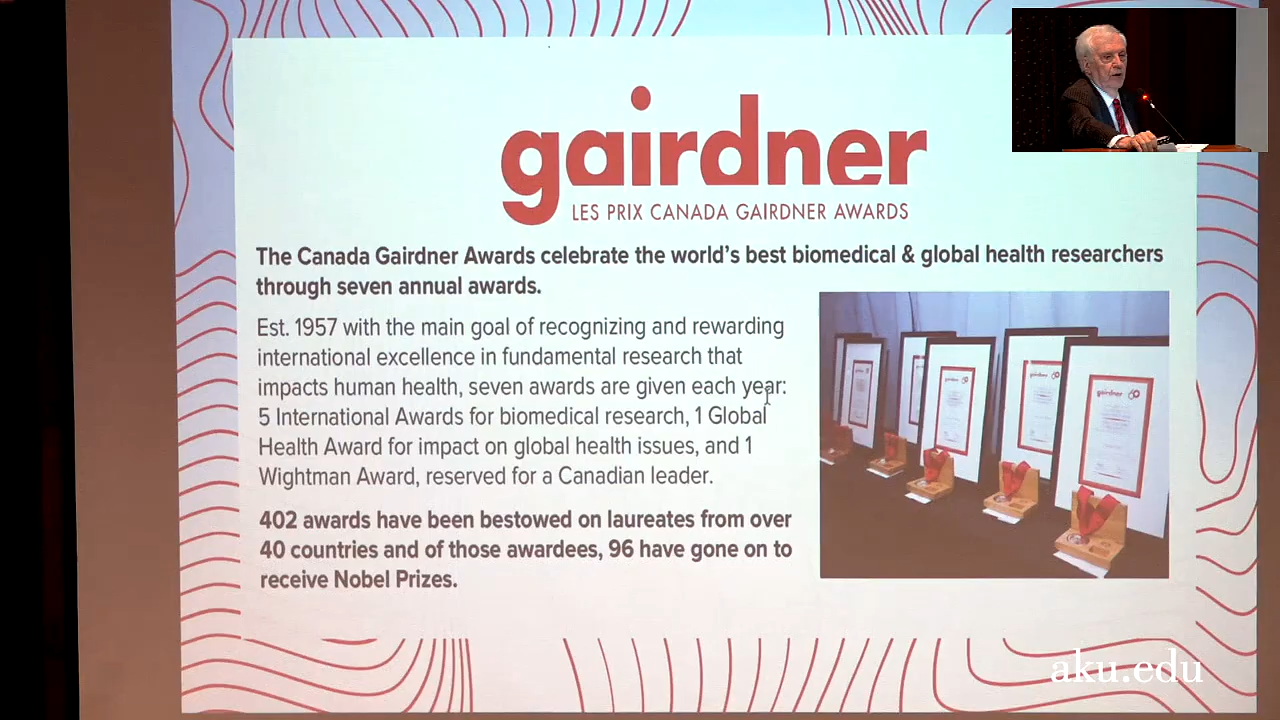 gairdner
LES PRIX CANADA GAIRDNER AWARDS
The Canada Gairdner Awards celebrate the world's best biomedical & global health researchers
through seven annual awards.
Est. 1957 with the main goal of recognizing and rewarding
international excellence in fundamental research that
impacts human health, seven awards are given each year:
5 International Awards for biomedical research, 1 Global
Health Award for impact on global health issues, and 1
Wightman Award, reserved for a Canadian leader.
402 awards have been bestowed on laureates from over
40 countries and of those awardees, 96 have gone on to
receive Nobel Prizes.
gairdner
gairdner
gairdner
aku.edu